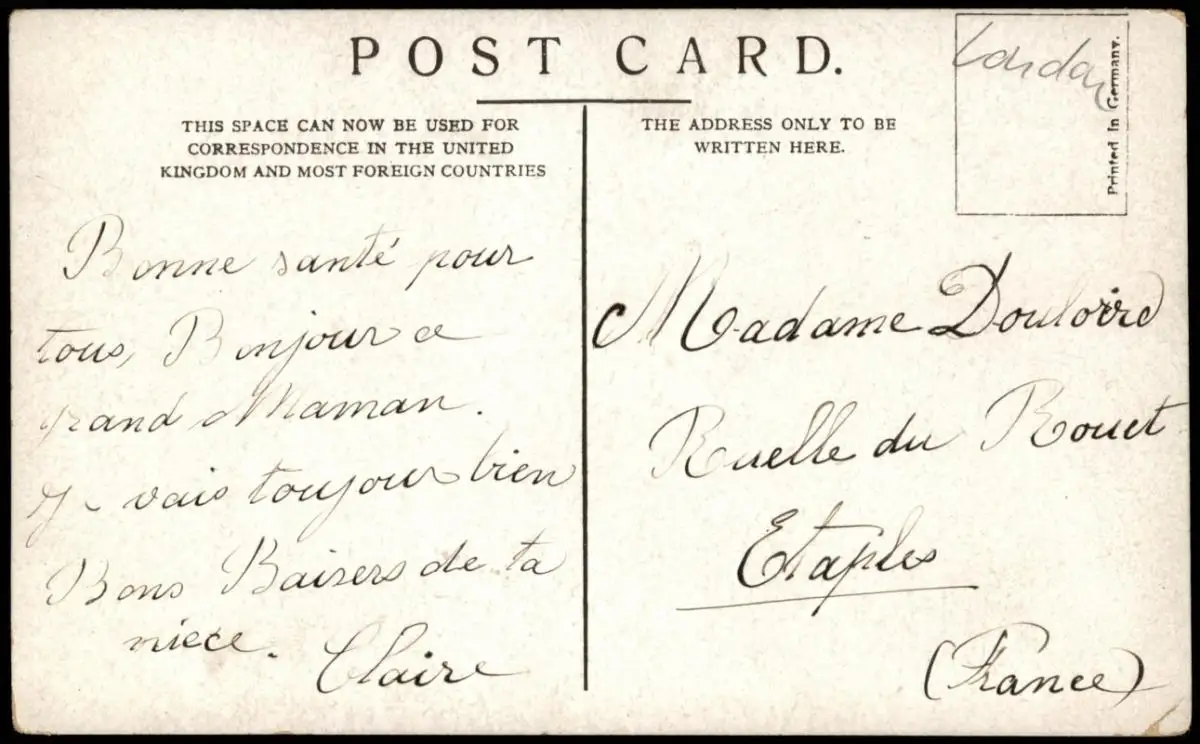 POST CARD.
THIS SPACE CAN NOW BE USED FOR
CORRESPONDENCE IN THE UNITED
KINGDOM AND MOST FOREIGN COUNTRIES
THE ADDRESS ONLY TO BE
WRITTEN HERE.
London
Printed in Germany.
Bonne santé pour
tous, Bonjour a
grand Maman.
Je vais toujours bien
Bons Baisers de ta
niece.
Claire
Madame
Ruelle du Rouet
Etaples
(France)